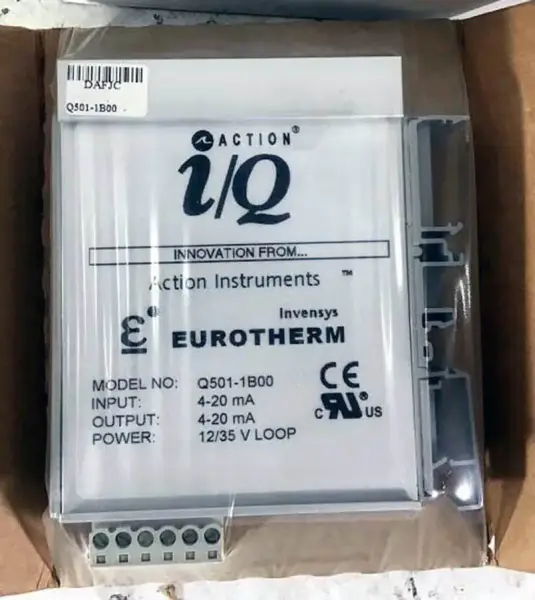 DAFJC
Q501-1B00
ACTION®
i/Q
INNOVATION FROM...
Action Instruments ™
Invensys
EUROTHERM
MODEL NO: Q501-1B00
INPUT: 4-20 mA
OUTPUT: 4-20 mA
POWER: 12/35 V LOOP
CE
C RU US